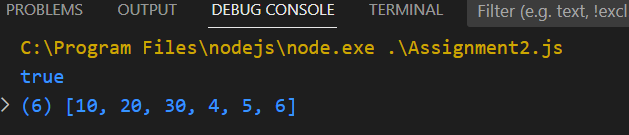 PROBLEMS OUTPUT DEBUG CONSOLE TERMINAL Filter (e.g. text, !excl
C:\Program Files\nodejs\node.exe .\Assignment2.js
true
(6) [10, 20, 30, 4, 5, 6]